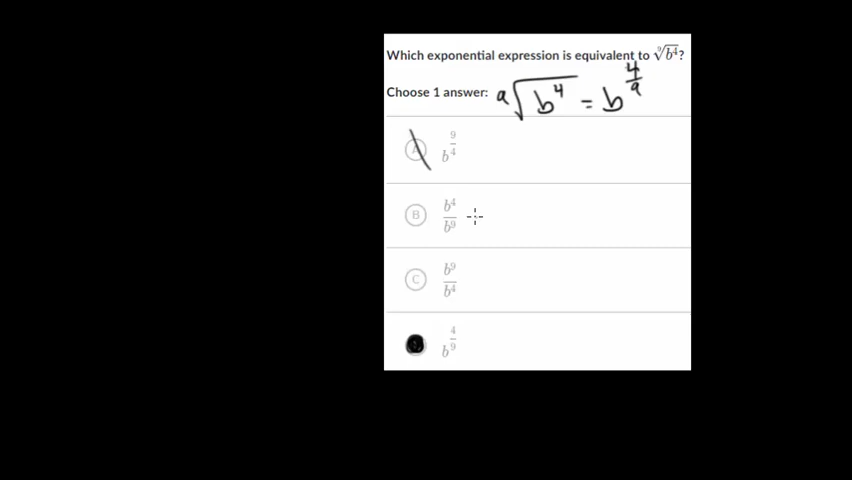 Which exponential expression is equivalent to ⁹√b⁴?
Choose 1 answer: ⁹√b⁴ = b^(4/9)
A b^(9/4)
B b⁴/b⁹
C b⁹/b⁴
b^(4/9)